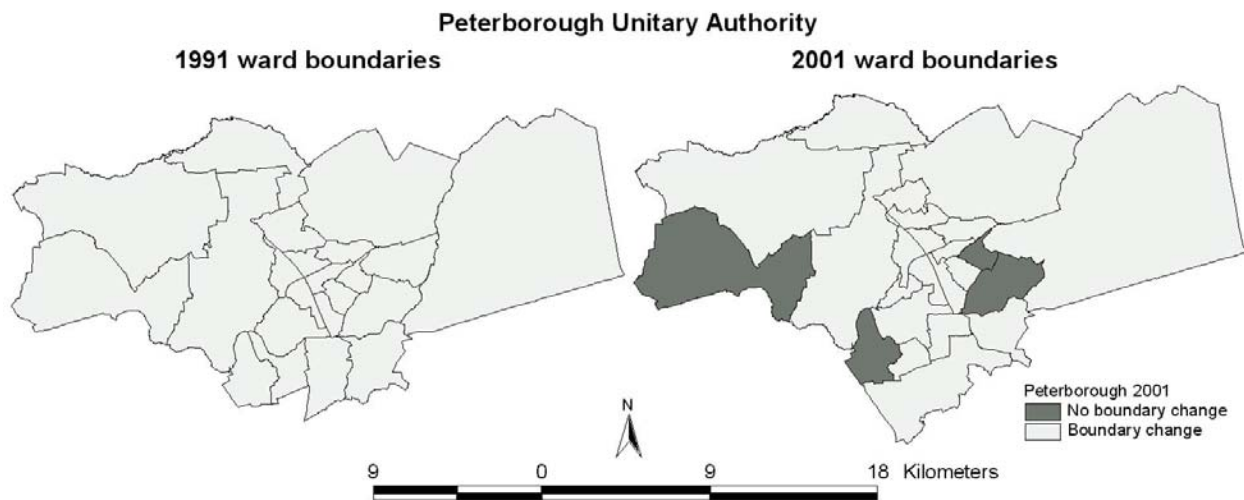 Peterborough Unitary Authority
1991 ward boundaries
2001 ward boundaries
Peterborough 2001
No boundary change
Boundary change
N
9 0 9 18 Kilometers